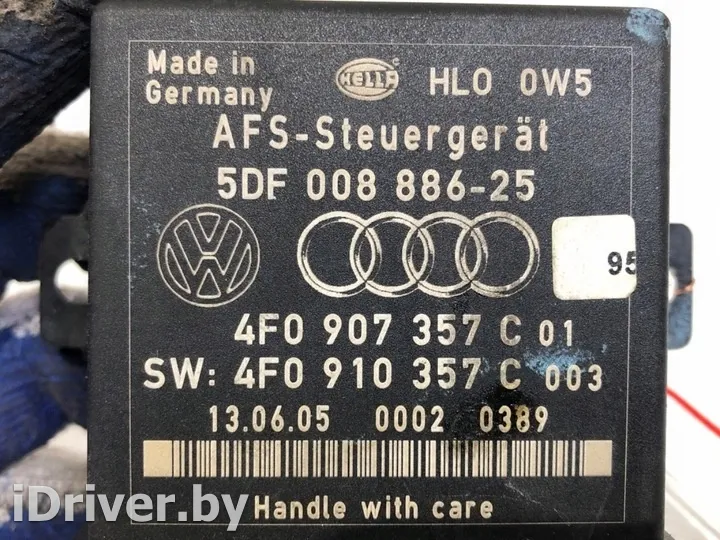 Made in
Germany
HELLA
HLO 0W5
AFS-Steuergerät
5DF 008 886-25
95
4F0 907 357 C 01
SW: 4F0 910 357 C 003
13.06.05 0002 0389
Handle with care
iDriver.by